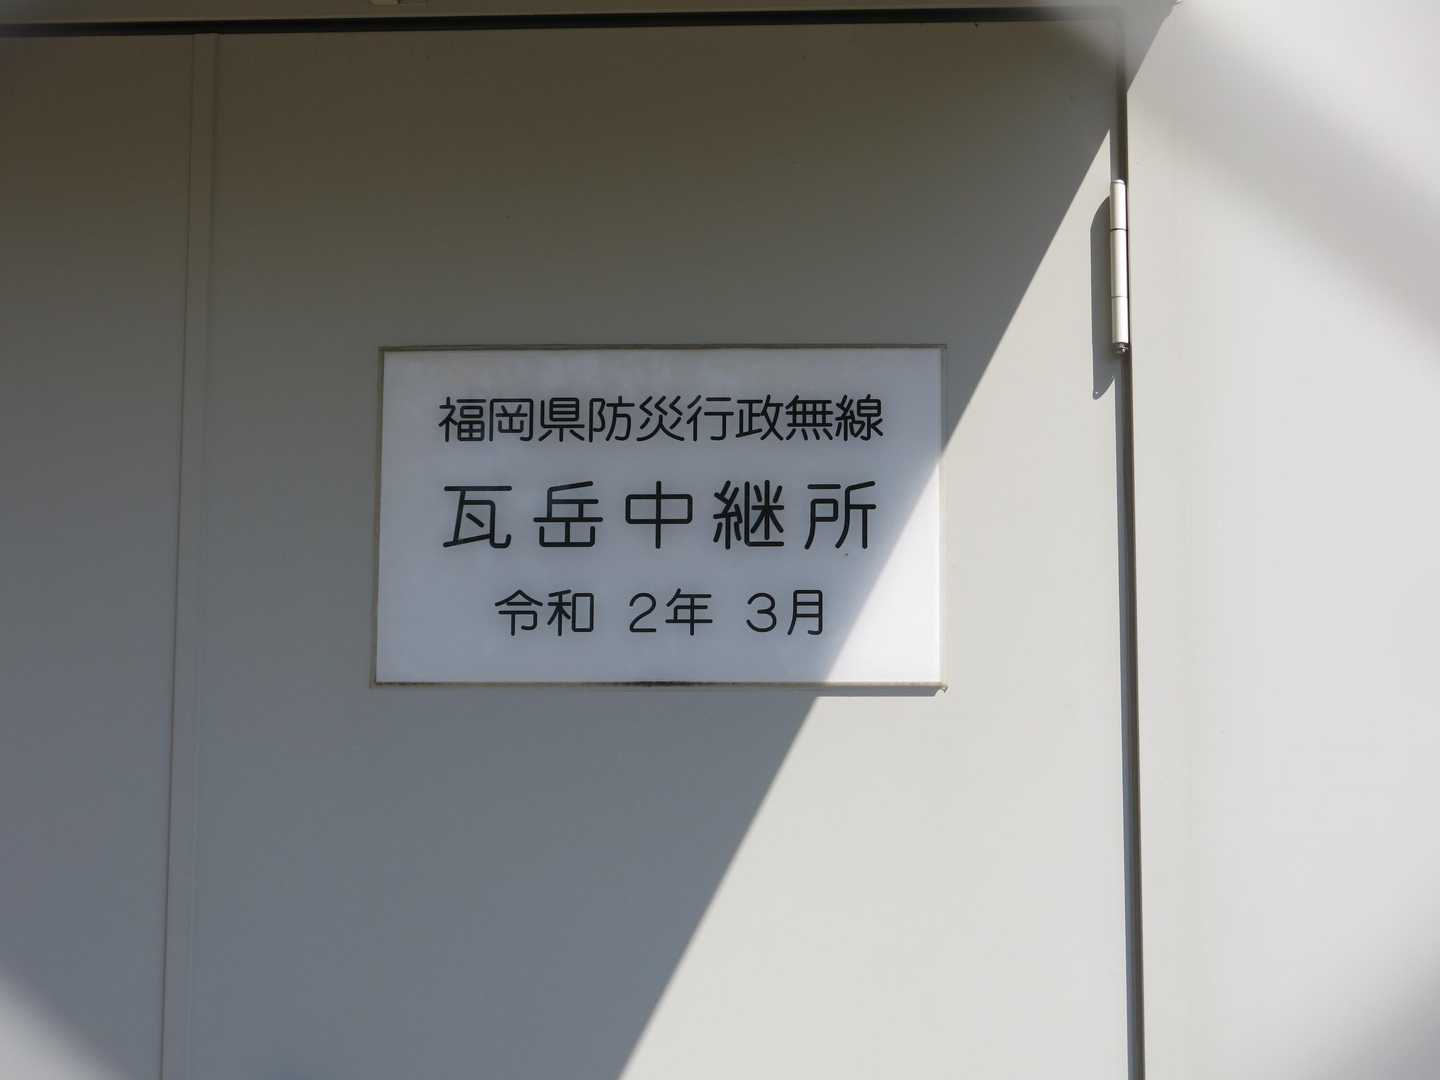 福岡県防災行政無線
瓦岳中継所
令和 2年 3月